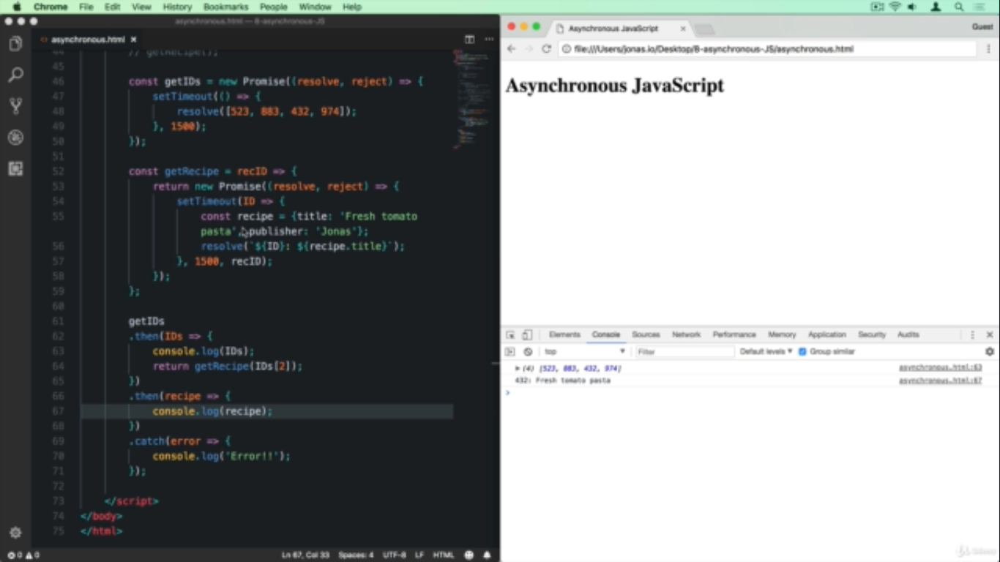 Chrome File Edit View History Bookmarks People Window Help
asynchronous.html — 8-asynchronous-JS
asynchronous.html ×
44 // getRecipe();
45
46 const getIDs = new Promise((resolve, reject) => {
47 setTimeout(() => {
48 resolve([523, 883, 432, 974]);
49 }, 1500);
50 });
51
52 const getRecipe = recID => {
53 return new Promise((resolve, reject) => {
54 setTimeout(ID => {
55 const recipe = {title: 'Fresh tomato
pasta', publisher: 'Jonas'};
56 resolve(`${ID}: ${recipe.title}`);
57 }, 1500, recID);
58 });
59 };
60
61 getIDs
62 .then(IDs => {
63 console.log(IDs);
64 return getRecipe(IDs[2]);
65 })
66 .then(recipe => {
67 console.log(recipe);
68 })
69 .catch(error => {
70 console.log('Error!!');
71 });
72
73 </script>
74 </body>
75 </html>
0 0 Ln 67, Col 33 Spaces: 4 UTF-8 LF HTML
Asynchronous JavaScript × Guest
file:///Users/jonas.io/Desktop/8-asynchronous-JS/asynchronous.html
Asynchronous JavaScript
Elements Console Sources Network Performance Memory Application Security Audits
top Filter Default levels Group similar
(4) [523, 883, 432, 974] asynchronous.html:63
432: Fresh tomato pasta asynchronous.html:67
>
Udemy